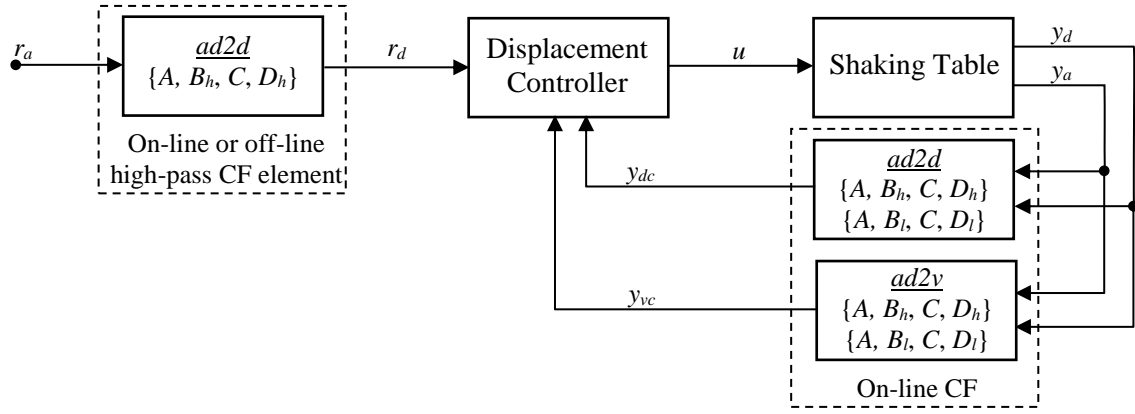 r_a
ad2d
{A, B_h, C, D_h}
On-line or off-line
high-pass CF element
r_d
Displacement
Controller
u
Shaking Table
y_d
y_a
y_dc
ad2d
{A, B_h, C, D_h}
{A, B_l, C, D_l}
y_vc
ad2v
{A, B_h, C, D_h}
{A, B_l, C, D_l}
On-line CF